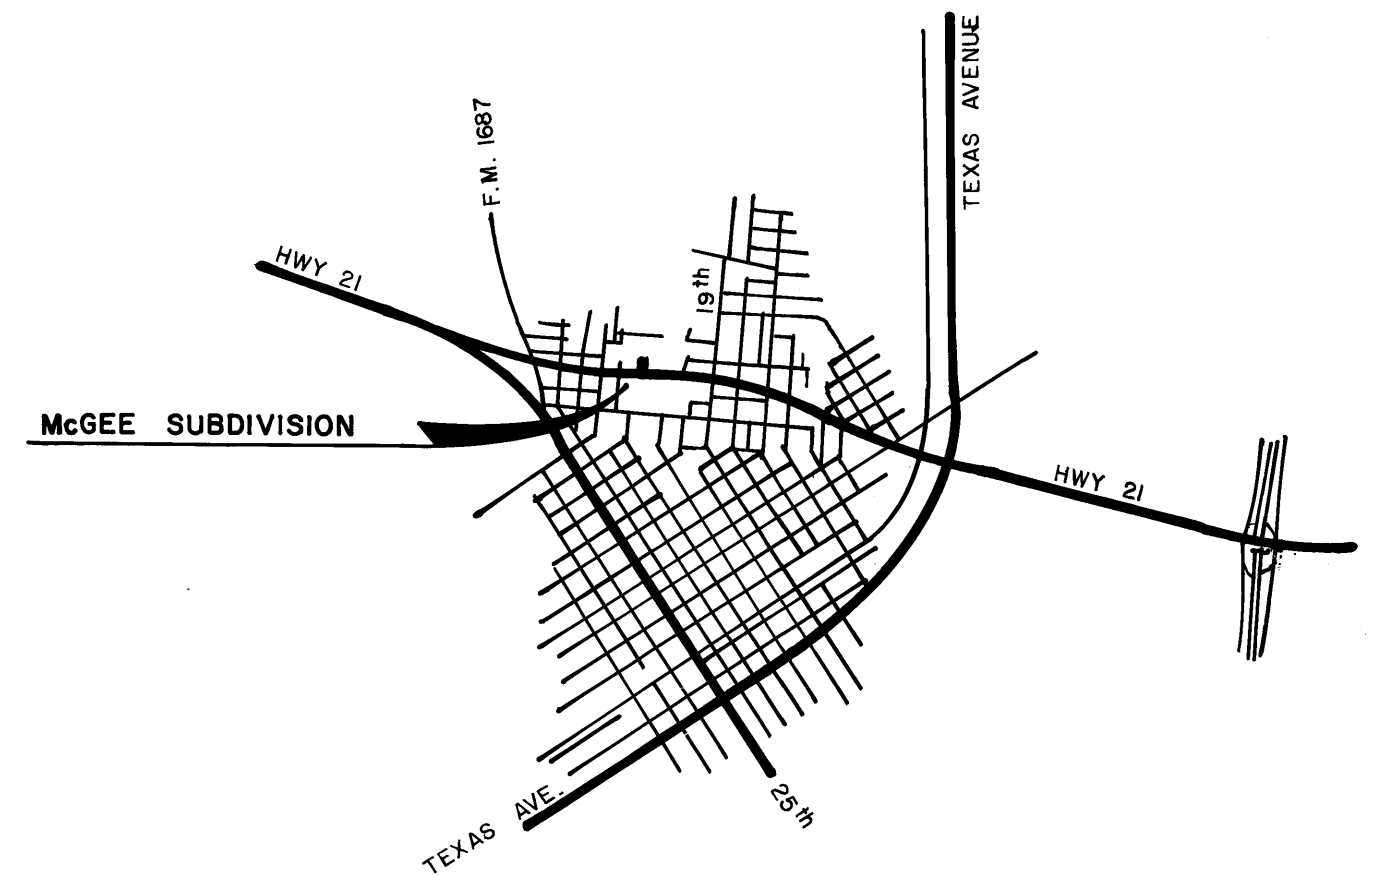 TEXAS AVENUE
F.M. 1687
HWY 21
19th
McGEE SUBDIVISION
HWY 21
25th
TEXAS AVE.